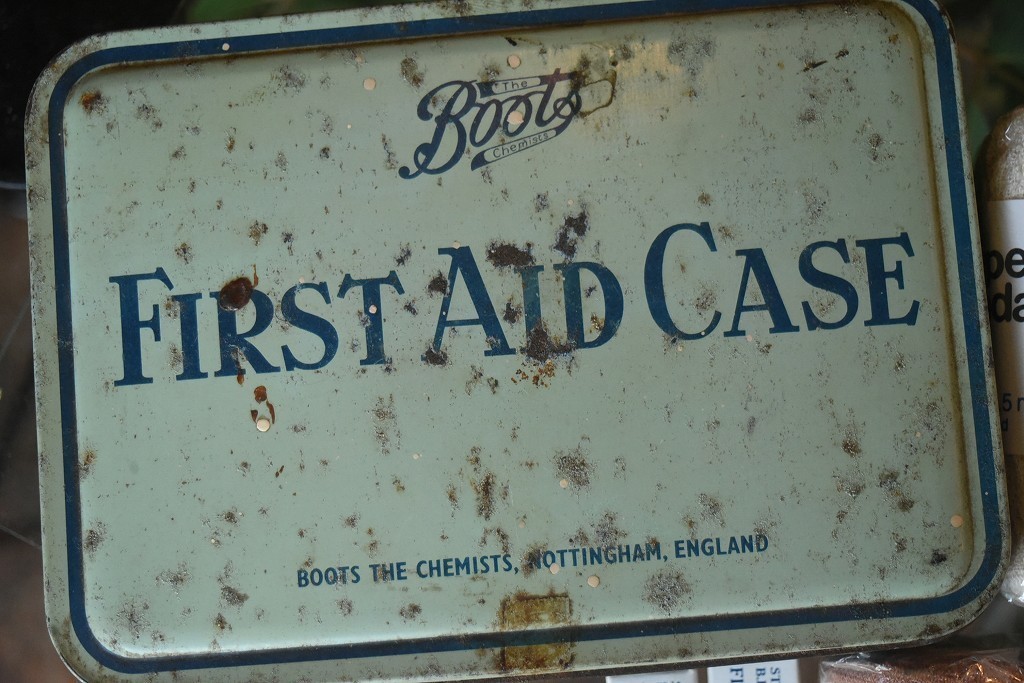 The
Boots
Chemists
FIRST AID CASE
BOOTS THE CHEMISTS, NOTTINGHAM, ENGLAND